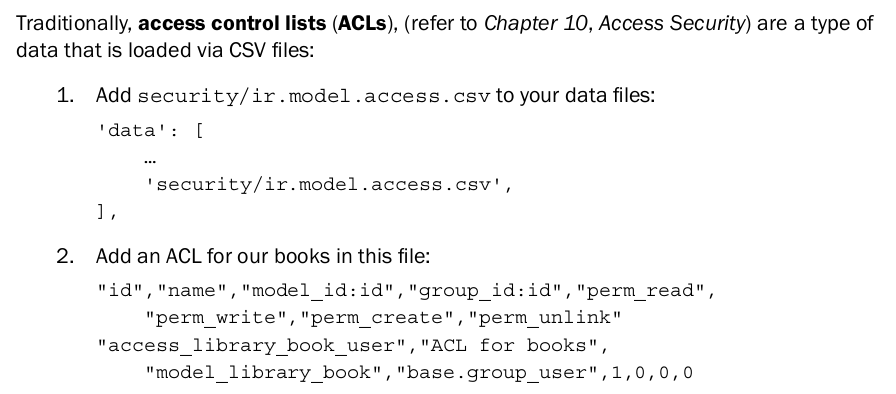 Traditionally, access control lists (ACLs), (refer to Chapter 10, Access Security) are a type of
data that is loaded via CSV files:
1. Add security/ir.model.access.csv to your data files:
'data': [
…
'security/ir.model.access.csv',
],
2. Add an ACL for our books in this file:
"id","name","model_id:id","group_id:id","perm_read",
"perm_write","perm_create","perm_unlink"
"access_library_book_user","ACL for books",
"model_library_book","base.group_user",1,0,0,0